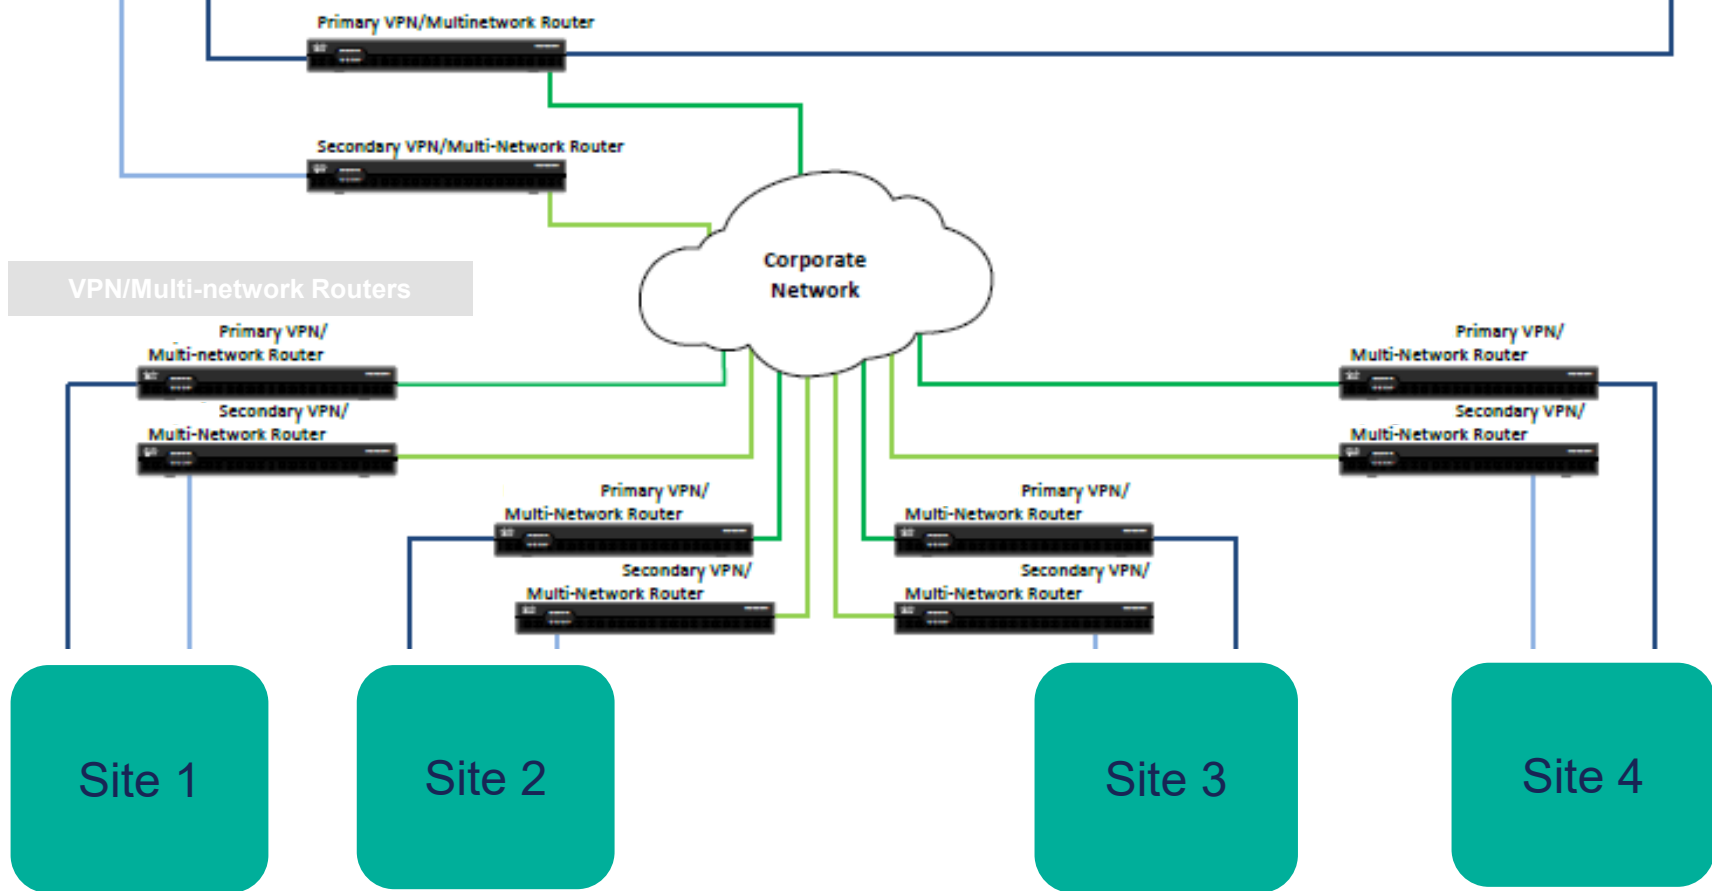 Primary VPN/Multinetwork Router
Secondary VPN/Multi-Network Router
Corporate
Network
VPN/Multi-network Routers
Primary VPN/
Multi-network Router
Secondary VPN/
Multi-Network Router
Primary VPN/
Multi-Network Router
Secondary VPN/
Multi-Network Router
Primary VPN/
Multi-Network Router
Secondary VPN/
Multi-Network Router
Primary VPN/
Multi-Network Router
Secondary VPN/
Multi-Network Router
Site 1
Site 2
Site 3
Site 4